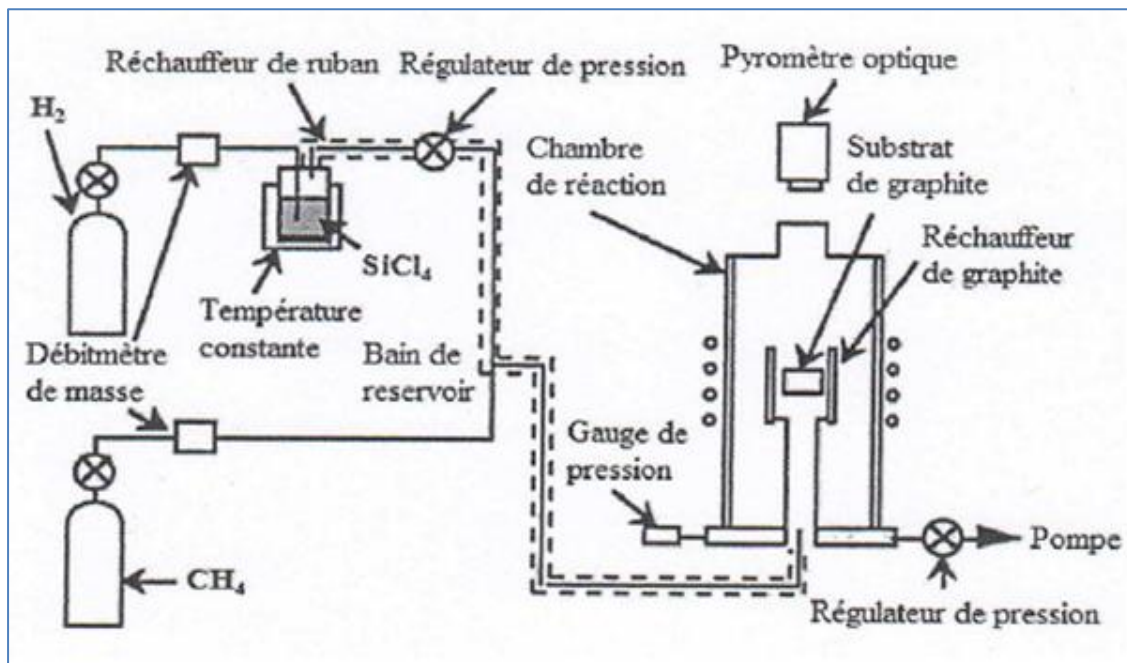 Réchauffeur de ruban
Régulateur de pression
Pyromètre optique
H2
Chambre
de réaction
Substrat
de graphite
SiCl4
Réchauffeur
de graphite
Température
constante
Débitmètre
de masse
Bain de
reservoir
Gauge de
pression
Pompe
CH4
Régulateur de pression